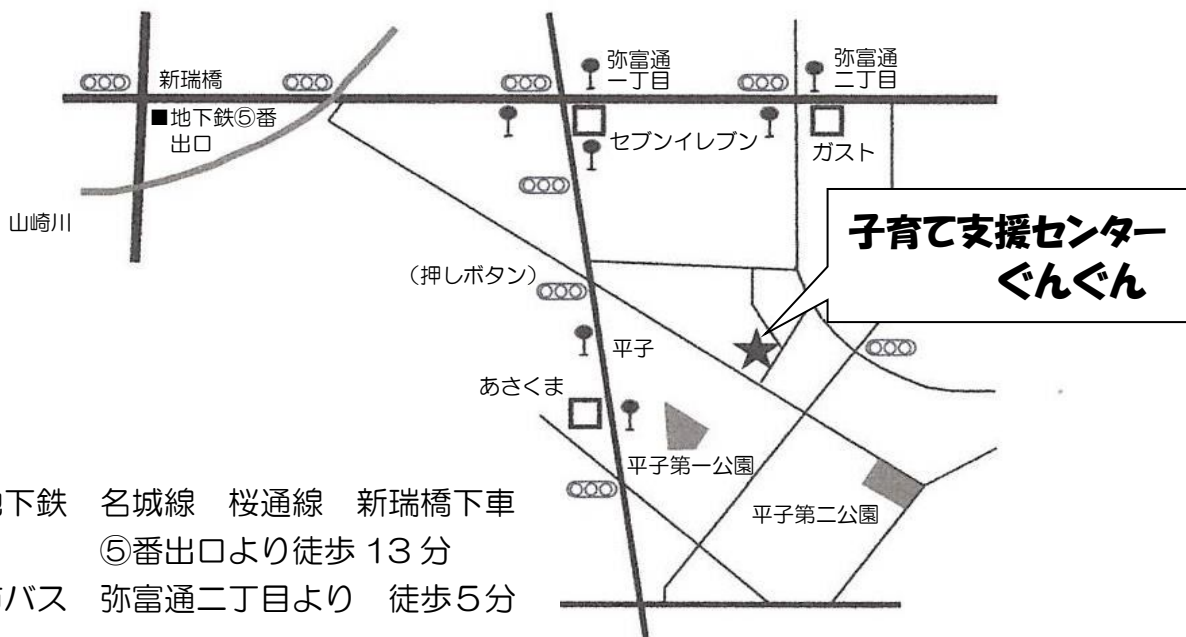 新瑞橋
■地下鉄⑤番
出口
山崎川
弥富通
一丁目
弥富通
二丁目
セブンイレブン
ガスト
子育て支援センター
ぐんぐん
（押しボタン）
平子
あさくま
平子第一公園
平子第二公園
下鉄　名城線　桜通線　新瑞橋下車
⑤番出口より徒歩 13 分
バス　弥富通二丁目より　徒歩５分